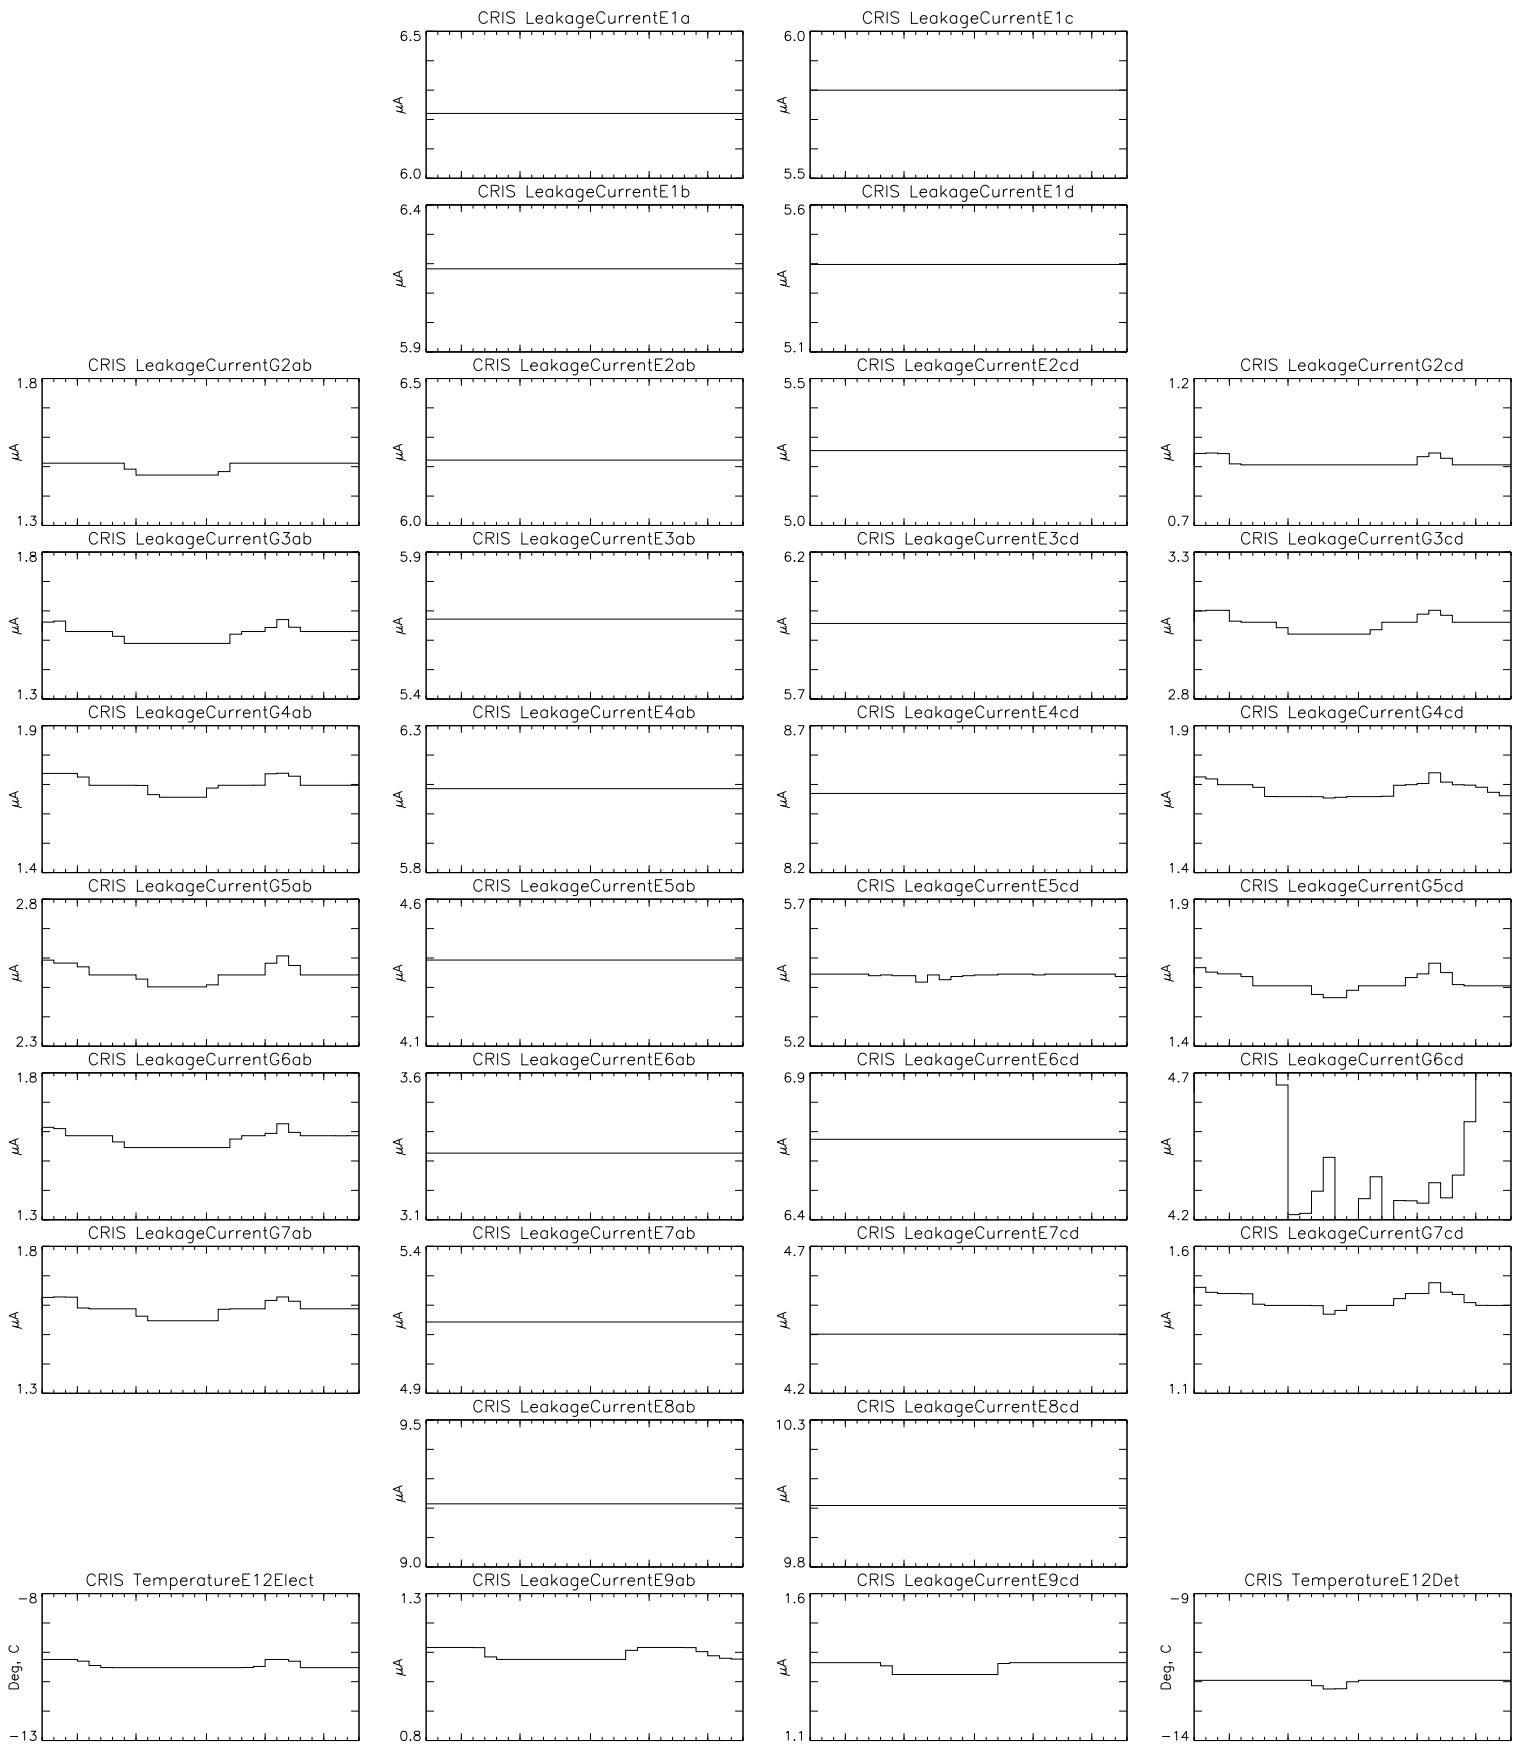 CRIS LeakageCurrentE1a
6.5
μA
6.0
CRIS LeakageCurrentE1c
6.0
μA
5.5
CRIS LeakageCurrentE1b
6.4
μA
5.9
CRIS LeakageCurrentE1d
5.6
μA
5.1
CRIS LeakageCurrentG2ab
1.8
μA
1.3
CRIS LeakageCurrentE2ab
6.5
μA
6.0
CRIS LeakageCurrentE2cd
5.5
μA
5.0
CRIS LeakageCurrentG2cd
1.2
μA
0.7
CRIS LeakageCurrentG3ab
1.8
μA
1.3
CRIS LeakageCurrentE3ab
5.9
μA
5.4
CRIS LeakageCurrentE3cd
6.2
μA
5.7
CRIS LeakageCurrentG3cd
3.3
μA
2.8
CRIS LeakageCurrentG4ab
1.9
μA
1.4
CRIS LeakageCurrentE4ab
6.3
μA
5.8
CRIS LeakageCurrentE4cd
8.7
μA
8.2
CRIS LeakageCurrentG4cd
1.9
μA
1.4
CRIS LeakageCurrentG5ab
2.8
μA
2.3
CRIS LeakageCurrentE5ab
4.6
μA
4.1
CRIS LeakageCurrentE5cd
5.7
μA
5.2
CRIS LeakageCurrentG5cd
1.9
μA
1.4
CRIS LeakageCurrentG6ab
1.8
μA
1.3
CRIS LeakageCurrentE6ab
3.6
μA
3.1
CRIS LeakageCurrentE6cd
6.9
μA
6.4
CRIS LeakageCurrentG6cd
4.7
μA
4.2
CRIS LeakageCurrentG7ab
1.8
μA
1.3
CRIS LeakageCurrentE7ab
5.4
μA
4.9
CRIS LeakageCurrentE7cd
4.7
μA
4.2
CRIS LeakageCurrentG7cd
1.6
μA
1.1
CRIS LeakageCurrentE8ab
9.5
μA
9.0
CRIS LeakageCurrentE8cd
10.3
μA
9.8
CRIS TemperatureE12Elect
-8
Deg, C
-13
CRIS LeakageCurrentE9ab
1.3
μA
0.8
CRIS LeakageCurrentE9cd
1.6
μA
1.1
CRIS TemperatureE12Det
-9
Deg, C
-14